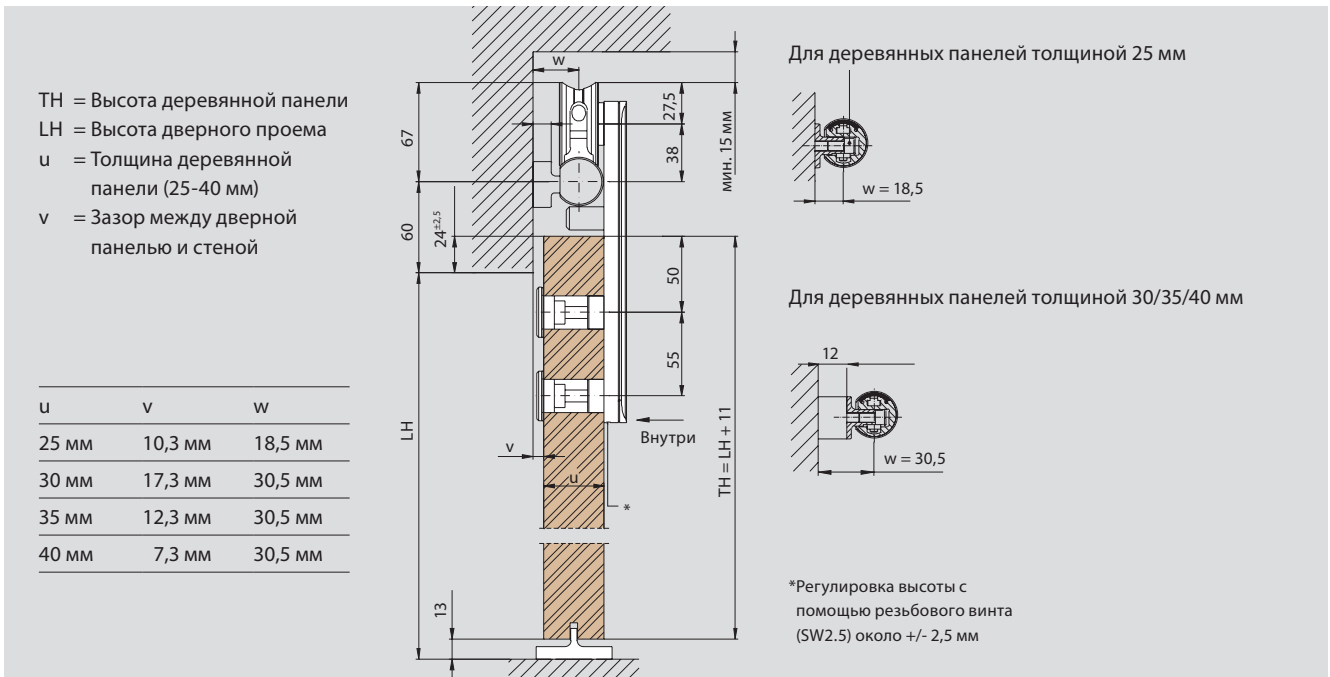 TH = Высота деревянной панели
LH = Высота дверного проема
u = Толщина деревянной
панели (25-40 мм)
v = Зазор между дверной
панелью и стеной
u v w
25 мм 10,3 мм 18,5 мм
30 мм 17,3 мм 30,5 мм
35 мм 12,3 мм 30,5 мм
40 мм 7,3 мм 30,5 мм
w
67
27,5
38
мин. 15 мм
60
24±2,5
50
55
LH
Внутри
v
u
*
TH = LH + 11
13
Для деревянных панелей толщиной 25 мм
w = 18,5
Для деревянных панелей толщиной 30/35/40 мм
12
w = 30,5
*Регулировка высоты с
помощью резьбового винта
(SW2.5) около +/- 2,5 мм